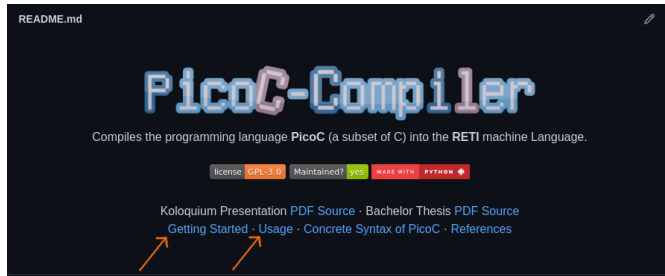 README.md
PicoC-Compiler
Compiles the programming language PicoC (a subset of C) into the RETI machine Language.
license GPL-3.0 Maintained? yes MADE WITH PYTHON
Koloquium Presentation PDF Source · Bachelor Thesis PDF Source
Getting Started · Usage · Concrete Syntax of PicoC · References